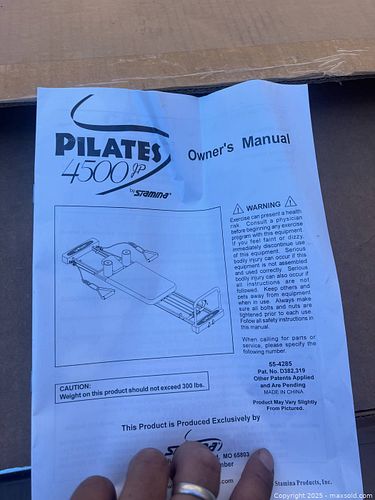 PILATES
4500 JP
by STAMINA®
Owner's Manual
WARNING
Exercise can present a health
risk. Consult a physician
before beginning any exercise
program with this equipment.
If you feel faint or dizzy,
immediately discontinue use
of this equipment. Serious
bodily injury can occur if this
equipment is not assembled
and used correctly. Serious
bodily injury can also occur if
all instructions are not
followed. Keep others and
pets away from equipment
when in use. Always make
sure all bolts and nuts are
tightened prior to each use.
Follow all safety instructions in
this manual.
When calling for parts or
service, please specify the
following number.
55-4285
Pat. No. D382,319
Other Patents Applied
and Are Pending
MADE IN CHINA
Product May Vary Slightly
From Pictured.
CAUTION:
Weight on this product should not exceed 300 lbs.
This Product is Produced Exclusively by
STAMINA
MO 65803
mber
.com
Stamina Products, Inc.
Copyright 2025 - maxsold.com